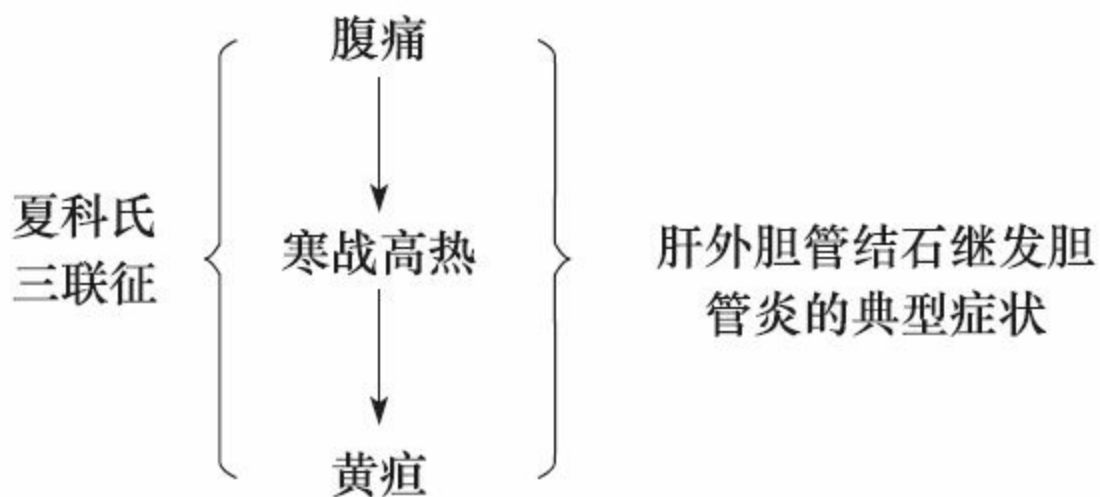 腹痛
夏科氏
三联征
寒战高热
黄疸
肝外胆管结石继发胆
管炎的典型症状